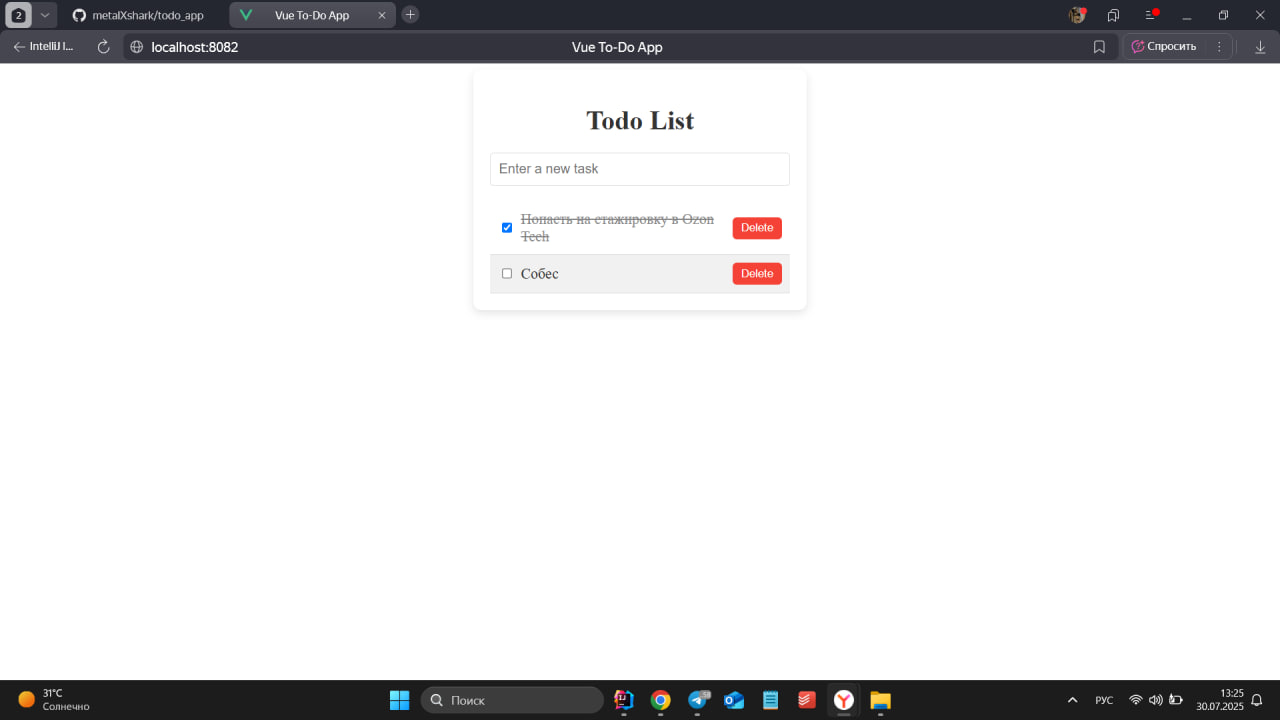 2
metalXshark/todo_app
Vue To-Do App
IntelliJ I...
localhost:8082
Vue To-Do App
Спросить
Todo List
Enter a new task
Попасть на стажировку в Ozon
Tech
Delete
Собес
Delete
31°C
Солнечно
Поиск
58
РУС
13:25
30.07.2025